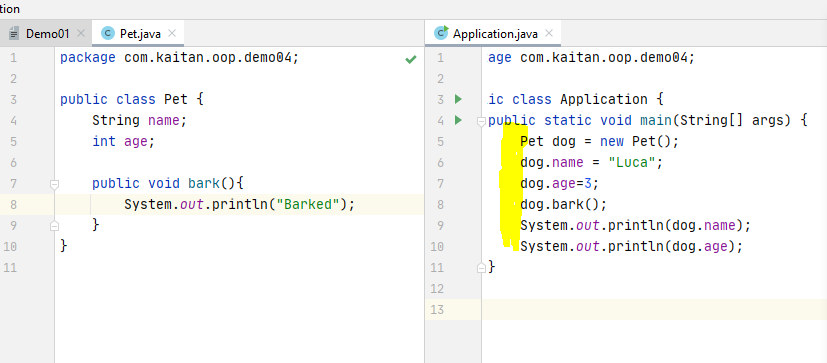 tion
Demo01 Pet.java
1 package com.kaitan.oop.demo04;
2
3 public class Pet {
4 String name;
5 int age;
6
7 public void bark(){
8 System.out.println("Barked");
9 }
10 }
11
Application.java
1 age com.kaitan.oop.demo04;
2
3 ic class Application {
4 public static void main(String[] args) {
5 Pet dog = new Pet();
6 dog.name = "Luca";
7 dog.age=3;
8 dog.bark();
9 System.out.println(dog.name);
10 System.out.println(dog.age);
11 }
12
13